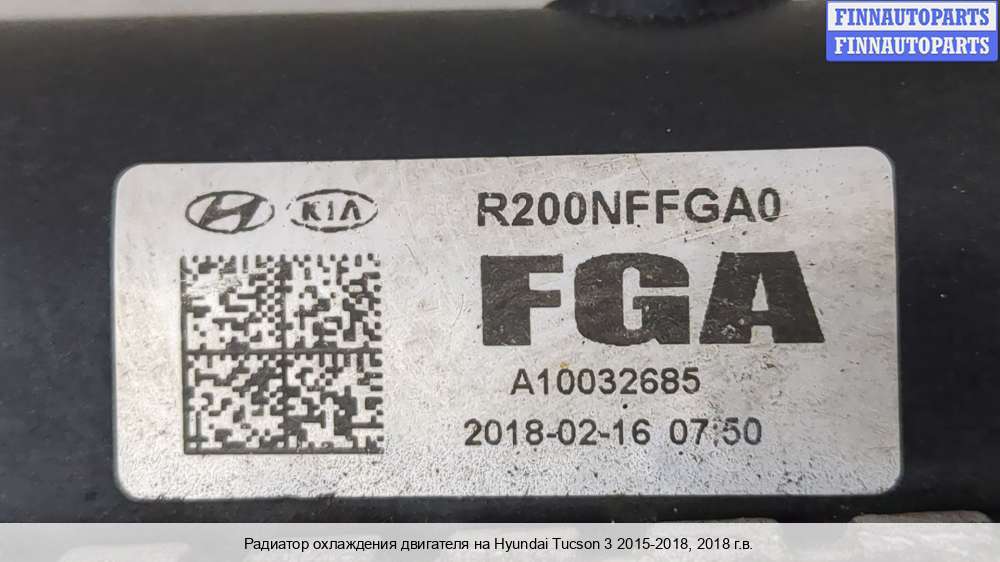 FINNAUTOPARTS
FINNAUTOPARTS
KIA
R200NFFGA0
FGA
A10032685
2018-02-16 07:50
Радиатор охлаждения двигателя на Hyundai Tucson 3 2015-2018, 2018 г.в.